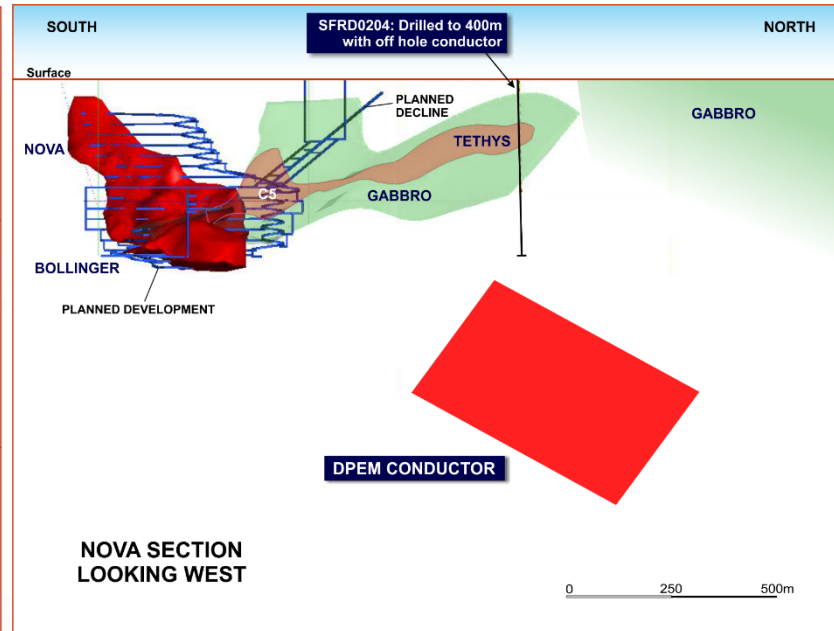 SOUTH
SFRD0204: Drilled to 400m
with off hole conductor
NORTH
Surface
PLANNED
DECLINE
GABBRO
NOVA
TETHYS
C5
GABBRO
BOLLINGER
PLANNED DEVELOPMENT
DPEM CONDUCTOR
NOVA SECTION
LOOKING WEST
0 250 500m